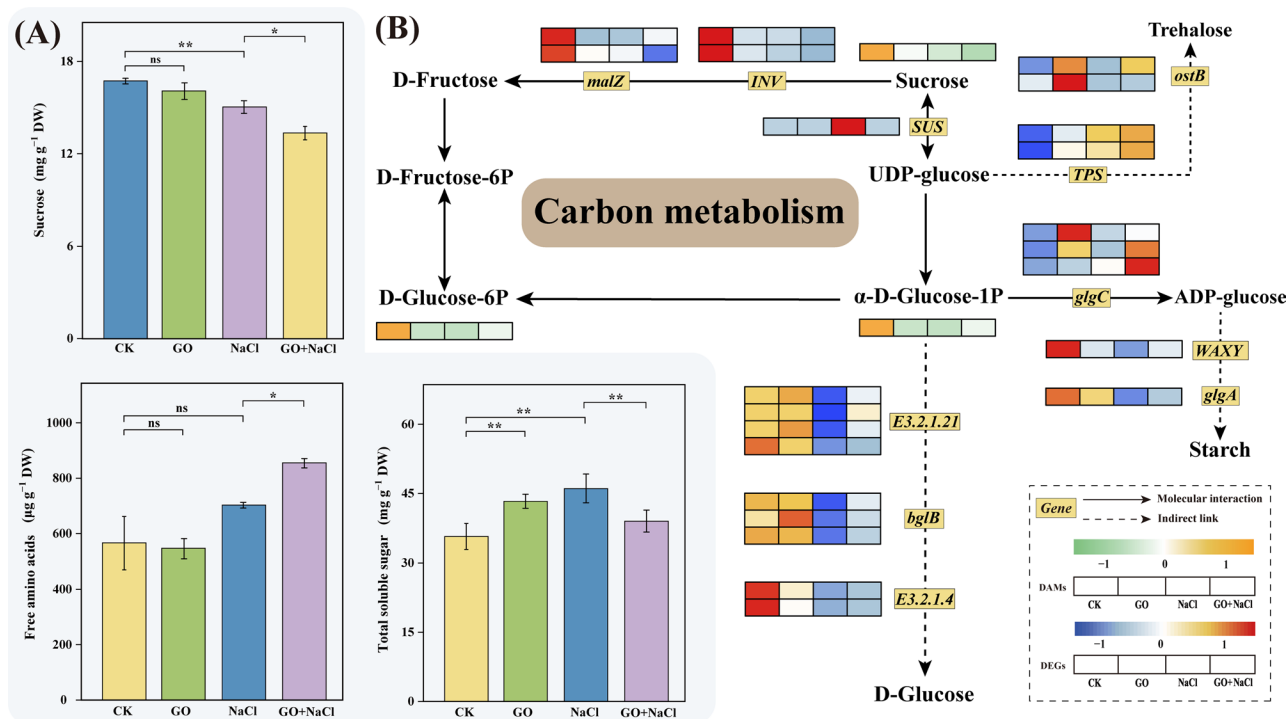 (A)
Sucrose (mg g⁻¹ DW)
18
12
6
0
**
*
ns
CK GO NaCl GO+NaCl
Free amino acids (μg g⁻¹ DW)
1000
800
600
400
200
0
ns
*
ns
CK GO NaCl GO+NaCl
Total soluble sugar (mg g⁻¹ DW)
60
45
30
15
0
**
**
**
CK GO NaCl GO+NaCl
(B)
Trehalose
D-Fructose
malZ
INV
Sucrose
ostB
SUS
D-Fructose-6P
UDP-glucose
TPS
Carbon metabolism
D-Glucose-6P
α-D-Glucose-1P
glgC
ADP-glucose
WAXY
glgA
E3.2.1.21
Starch
bglB
E3.2.1.4
D-Glucose
Gene
Molecular interaction
Indirect link
−1 0 1
DAMs
CK GO NaCl GO+NaCl
−1 0 1
DEGs
CK GO NaCl GO+NaCl